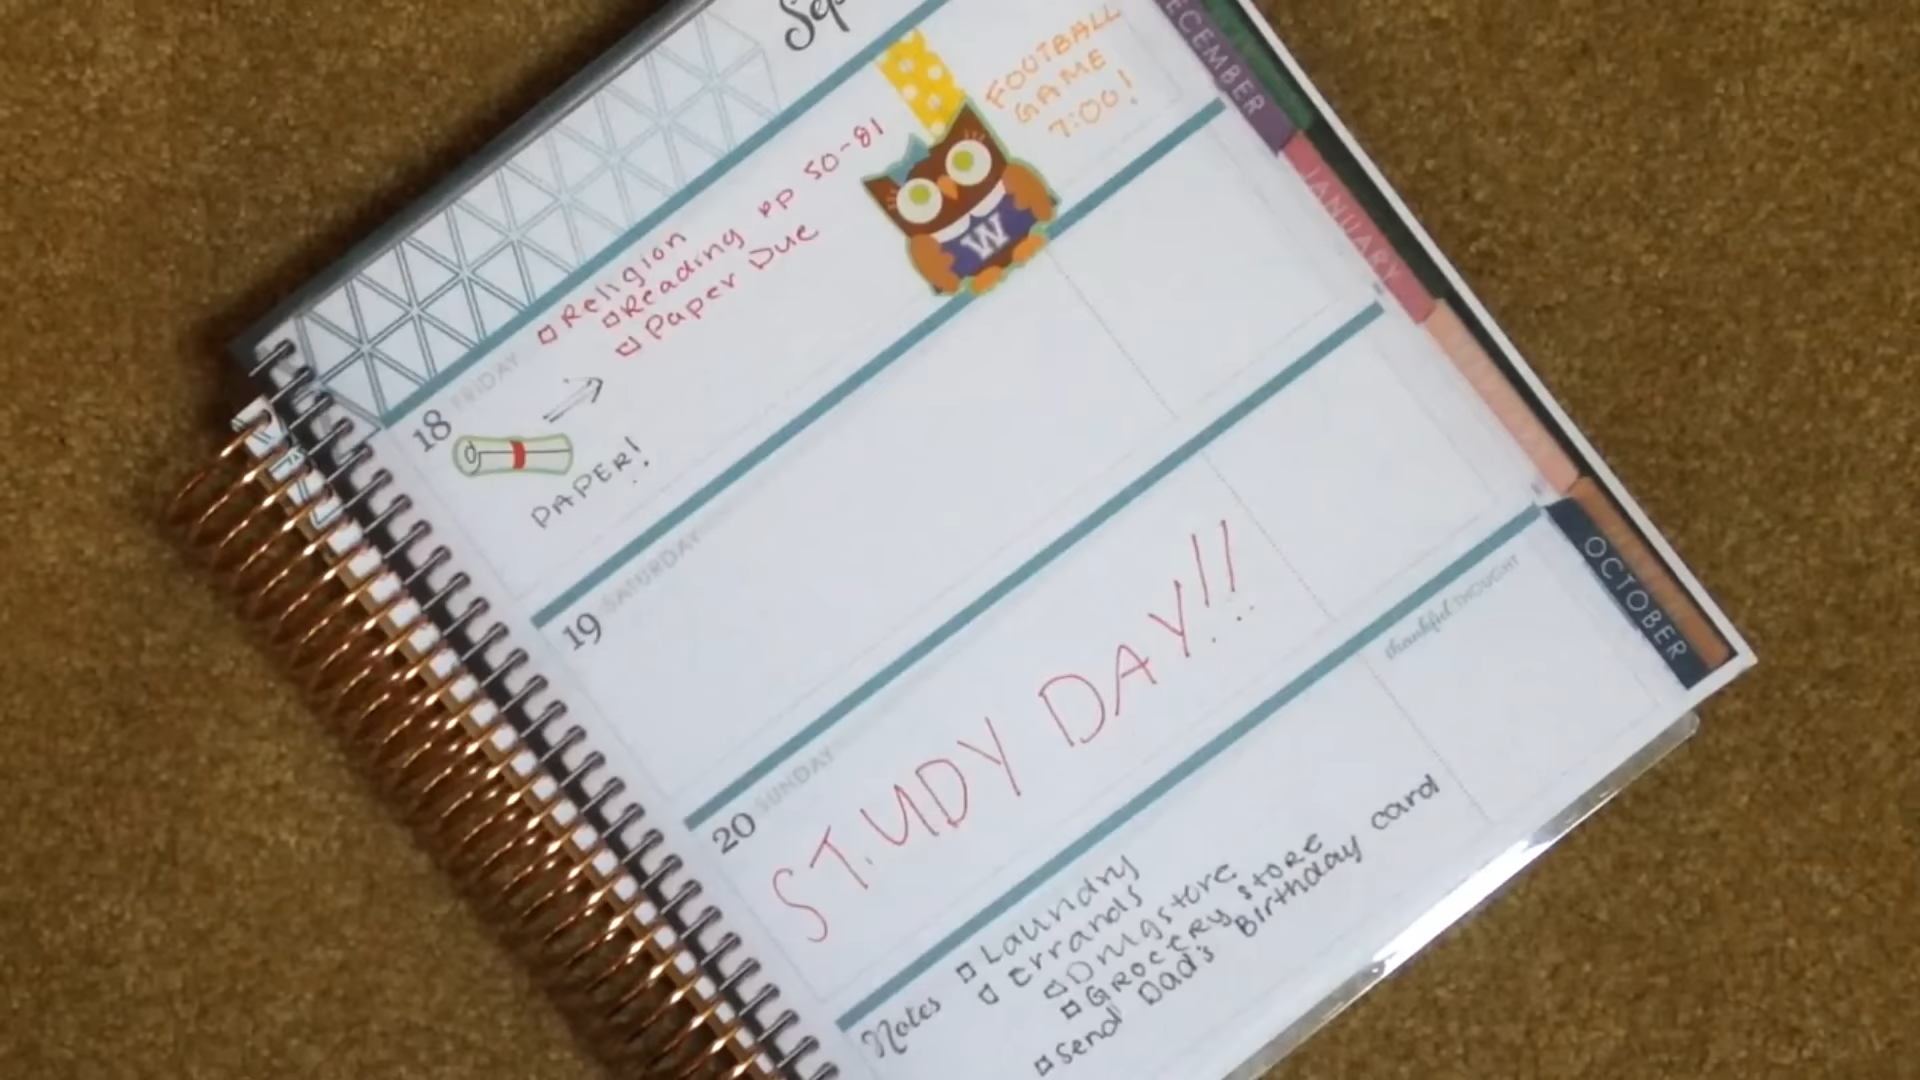 Sep
DECEMBER
JANUARY
OCTOBER
18 FRIDAY
Religion
Reading pp 50-81
Paper Due
PAPER!
W
FOOTBALL
GAME
7:00!
19 SATURDAY
20 SUNDAY
STUDY DAY!!
thankful THOUGHT
Notes
Laundry
Errands
Drugstore
GROCERY STORE
Send Dad's Birthday card